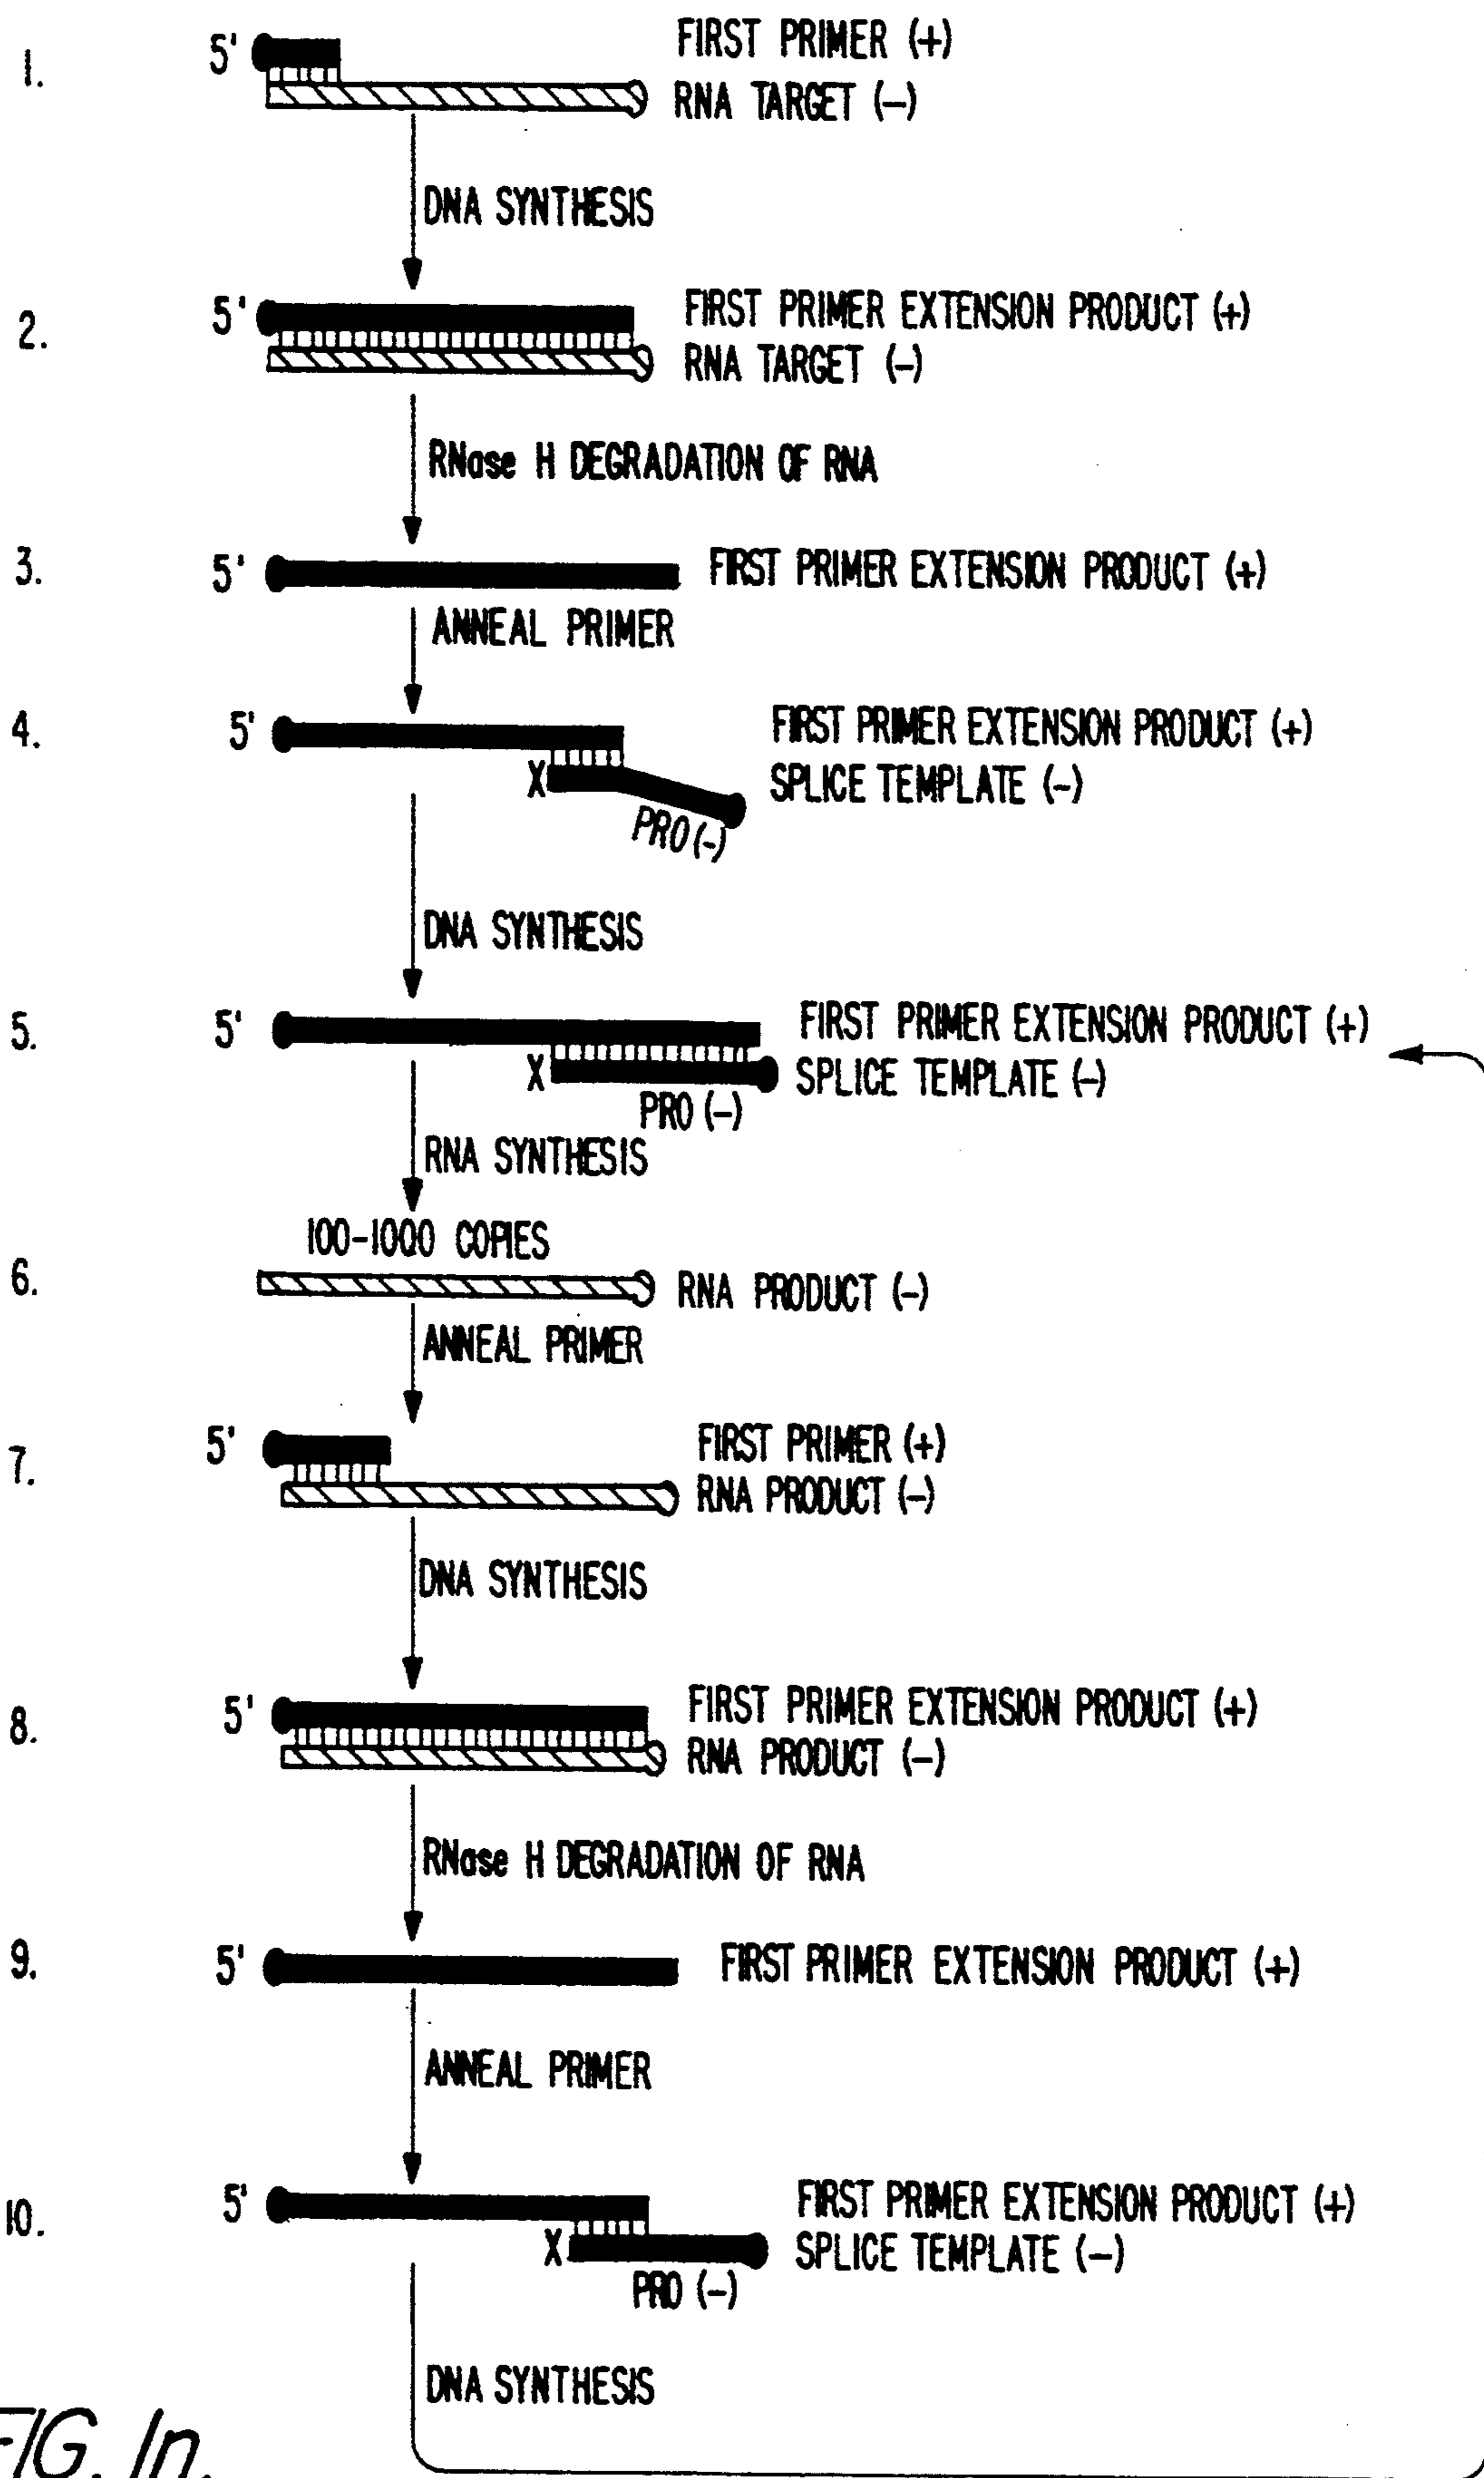 1.
5' FIRST PRIMER (+)
RNA TARGET (–)
DNA SYNTHESIS
2.
5' FIRST PRIMER EXTENSION PRODUCT (+)
RNA TARGET (–)
RNase H DEGRADATION OF RNA
3.
5' FIRST PRIMER EXTENSION PRODUCT (+)
ANNEAL PRIMER
4.
5' FIRST PRIMER EXTENSION PRODUCT (+)
X SPLICE TEMPLATE (–)
PRO (–)
DNA SYNTHESIS
5.
5' FIRST PRIMER EXTENSION PRODUCT (+)
X SPLICE TEMPLATE (–)
PRO (–)
RNA SYNTHESIS
100–1000 COPIES
6.
RNA PRODUCT (–)
ANNEAL PRIMER
7.
5' FIRST PRIMER (+)
RNA PRODUCT (–)
DNA SYNTHESIS
8.
5' FIRST PRIMER EXTENSION PRODUCT (+)
RNA PRODUCT (–)
RNase H DEGRADATION OF RNA
9.
5' FIRST PRIMER EXTENSION PRODUCT (+)
ANNEAL PRIMER
10.
5' FIRST PRIMER EXTENSION PRODUCT (+)
X SPLICE TEMPLATE (–)
PRO (–)
DNA SYNTHESIS
FIG. 1n.